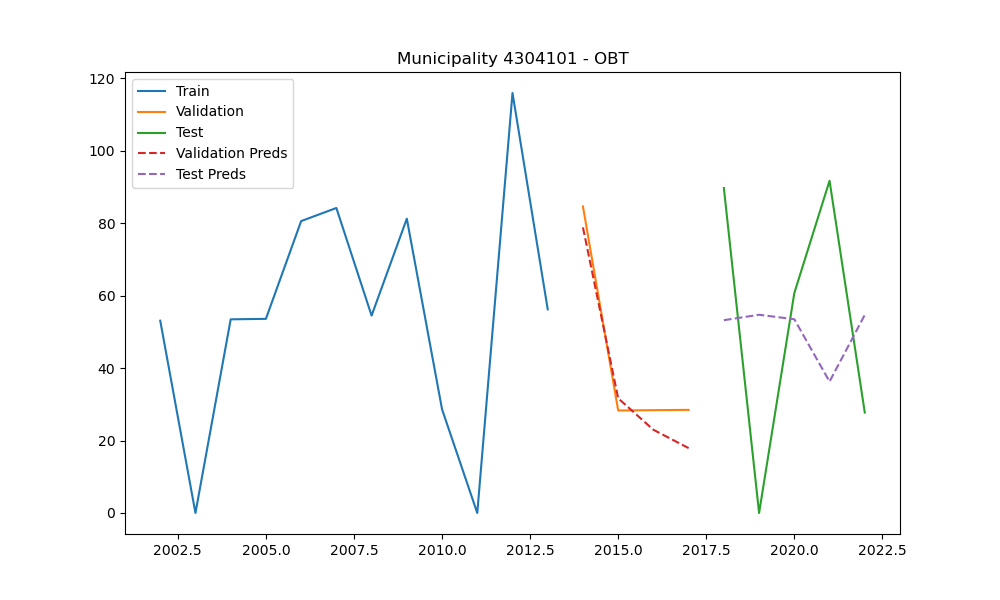 Municipality 4304101 - OBT
120
100
80
60
40
20
0
Train
Validation
Test
Validation Preds
Test Preds
2002.5 2005.0 2007.5 2010.0 2012.5 2015.0 2017.5 2020.0 2022.5